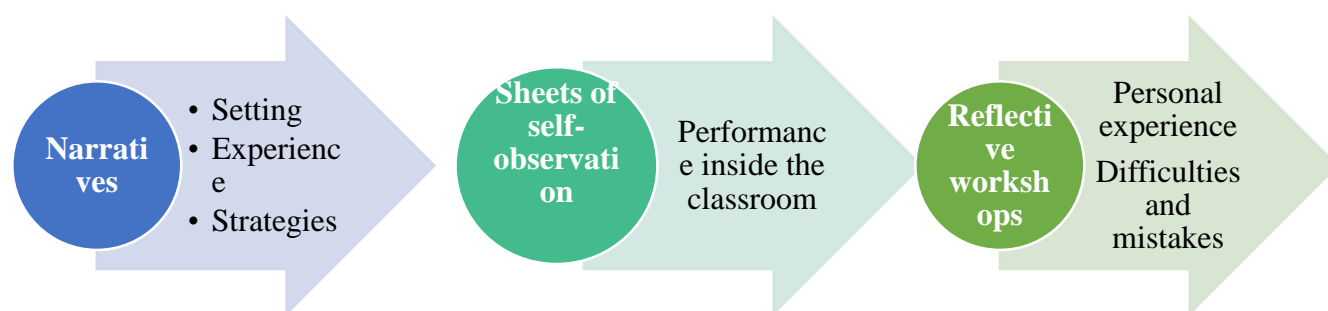 Narrati
ves
• Setting
• Experienc
e
• Strategies
Sheets of
self-
observati
on
Performanc
e inside the
classroom
Reflecti
ve
worksh
ops
Personal
experience
Difficulties
and
mistakes